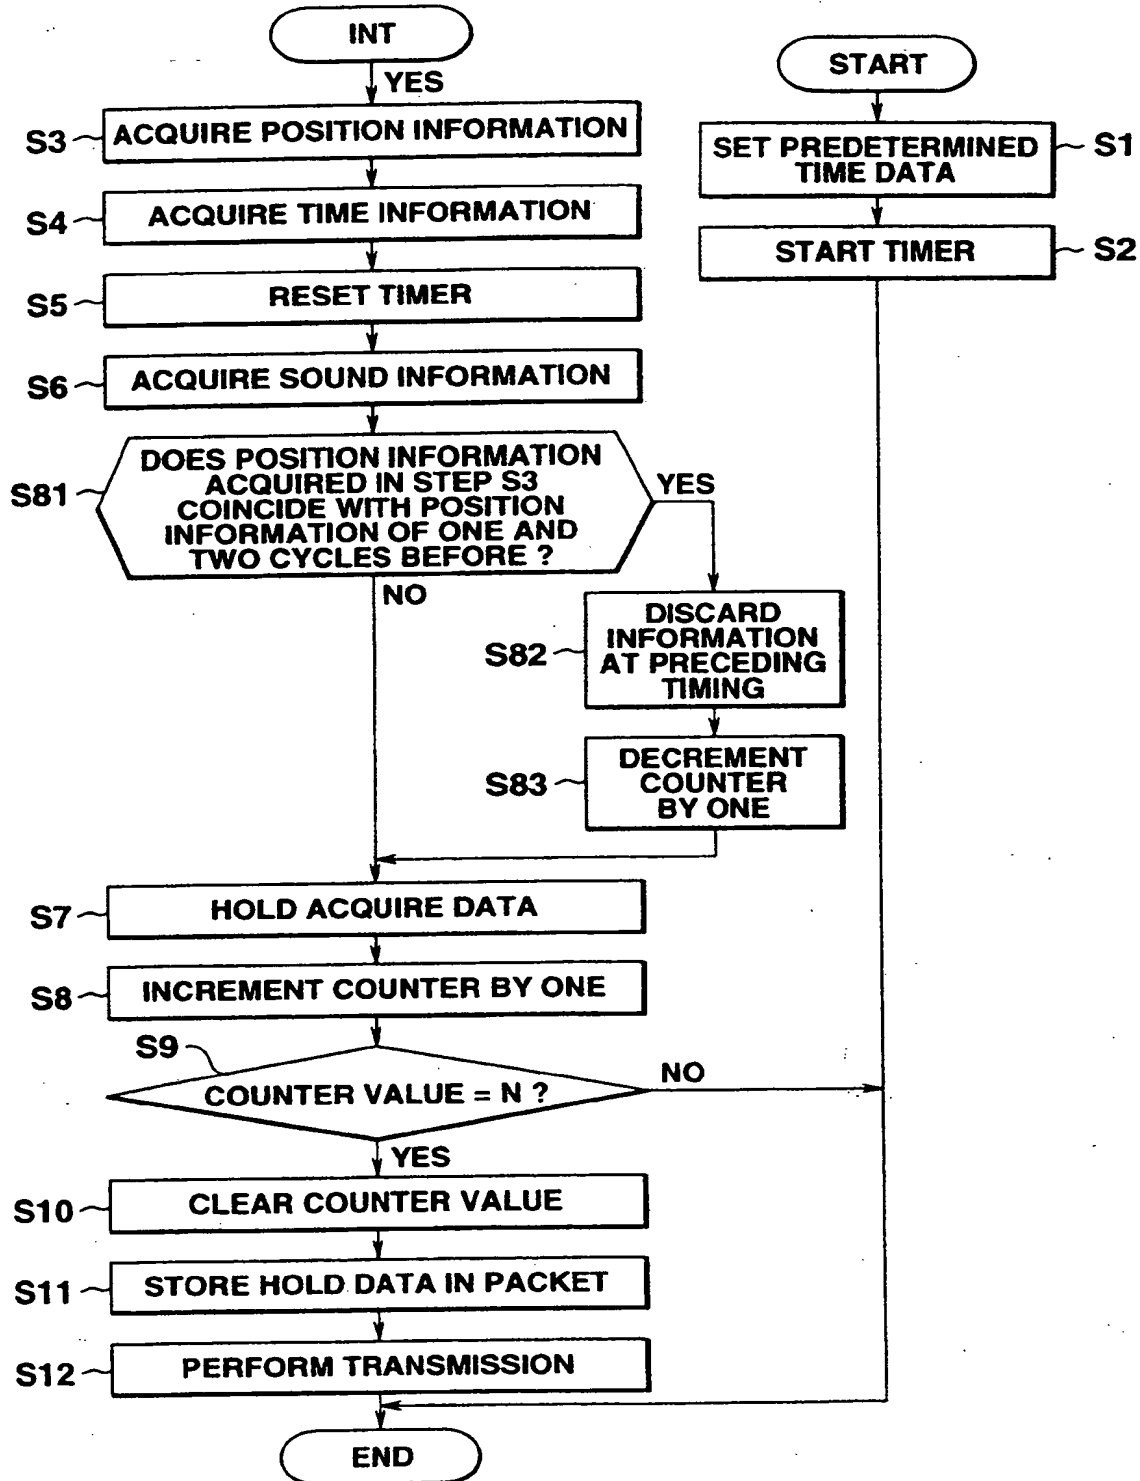 INT
YES
S3
ACQUIRE POSITION INFORMATION
S4
ACQUIRE TIME INFORMATION
S5
RESET TIMER
S6
ACQUIRE SOUND INFORMATION
S81
DOES POSITION INFORMATION
ACQUIRED IN STEP S3
COINCIDE WITH POSITION
INFORMATION OF ONE AND
TWO CYCLES BEFORE ?
YES
NO
S82
DISCARD
INFORMATION
AT PRECEDING
TIMING
S83
DECREMENT
COUNTER
BY ONE
S7
HOLD ACQUIRE DATA
S8
INCREMENT COUNTER BY ONE
S9
COUNTER VALUE = N ?
NO
YES
S10
CLEAR COUNTER VALUE
S11
STORE HOLD DATA IN PACKET
S12
PERFORM TRANSMISSION
END
START
SET PREDETERMINED
TIME DATA
S1
START TIMER
S2